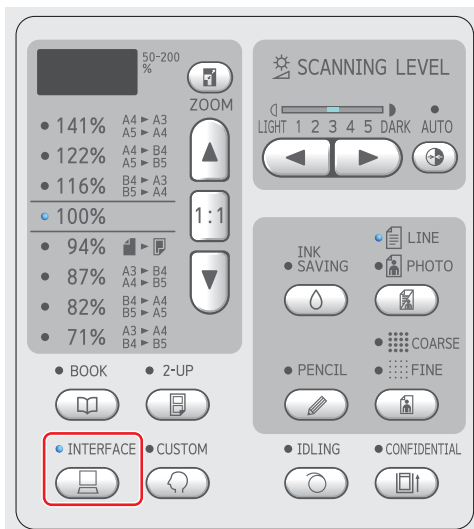 50-200
%
ZOOM
141% A4 ► A3
A5 ► A4
122% A4 ► B4
A5 ► B5
116% B4 ► A3
B5 ► A4
100%
1:1
94%
87% A3 ► B4
A4 ► B5
82% B4 ► A4
B5 ► A5
71% A3 ► A4
B4 ► B5
BOOK
2-UP
INTERFACE
CUSTOM
SCANNING LEVEL
LIGHT 1 2 3 4 5 DARK AUTO
INK
SAVING
LINE
PHOTO
COARSE
PENCIL
FINE
IDLING
CONFIDENTIAL